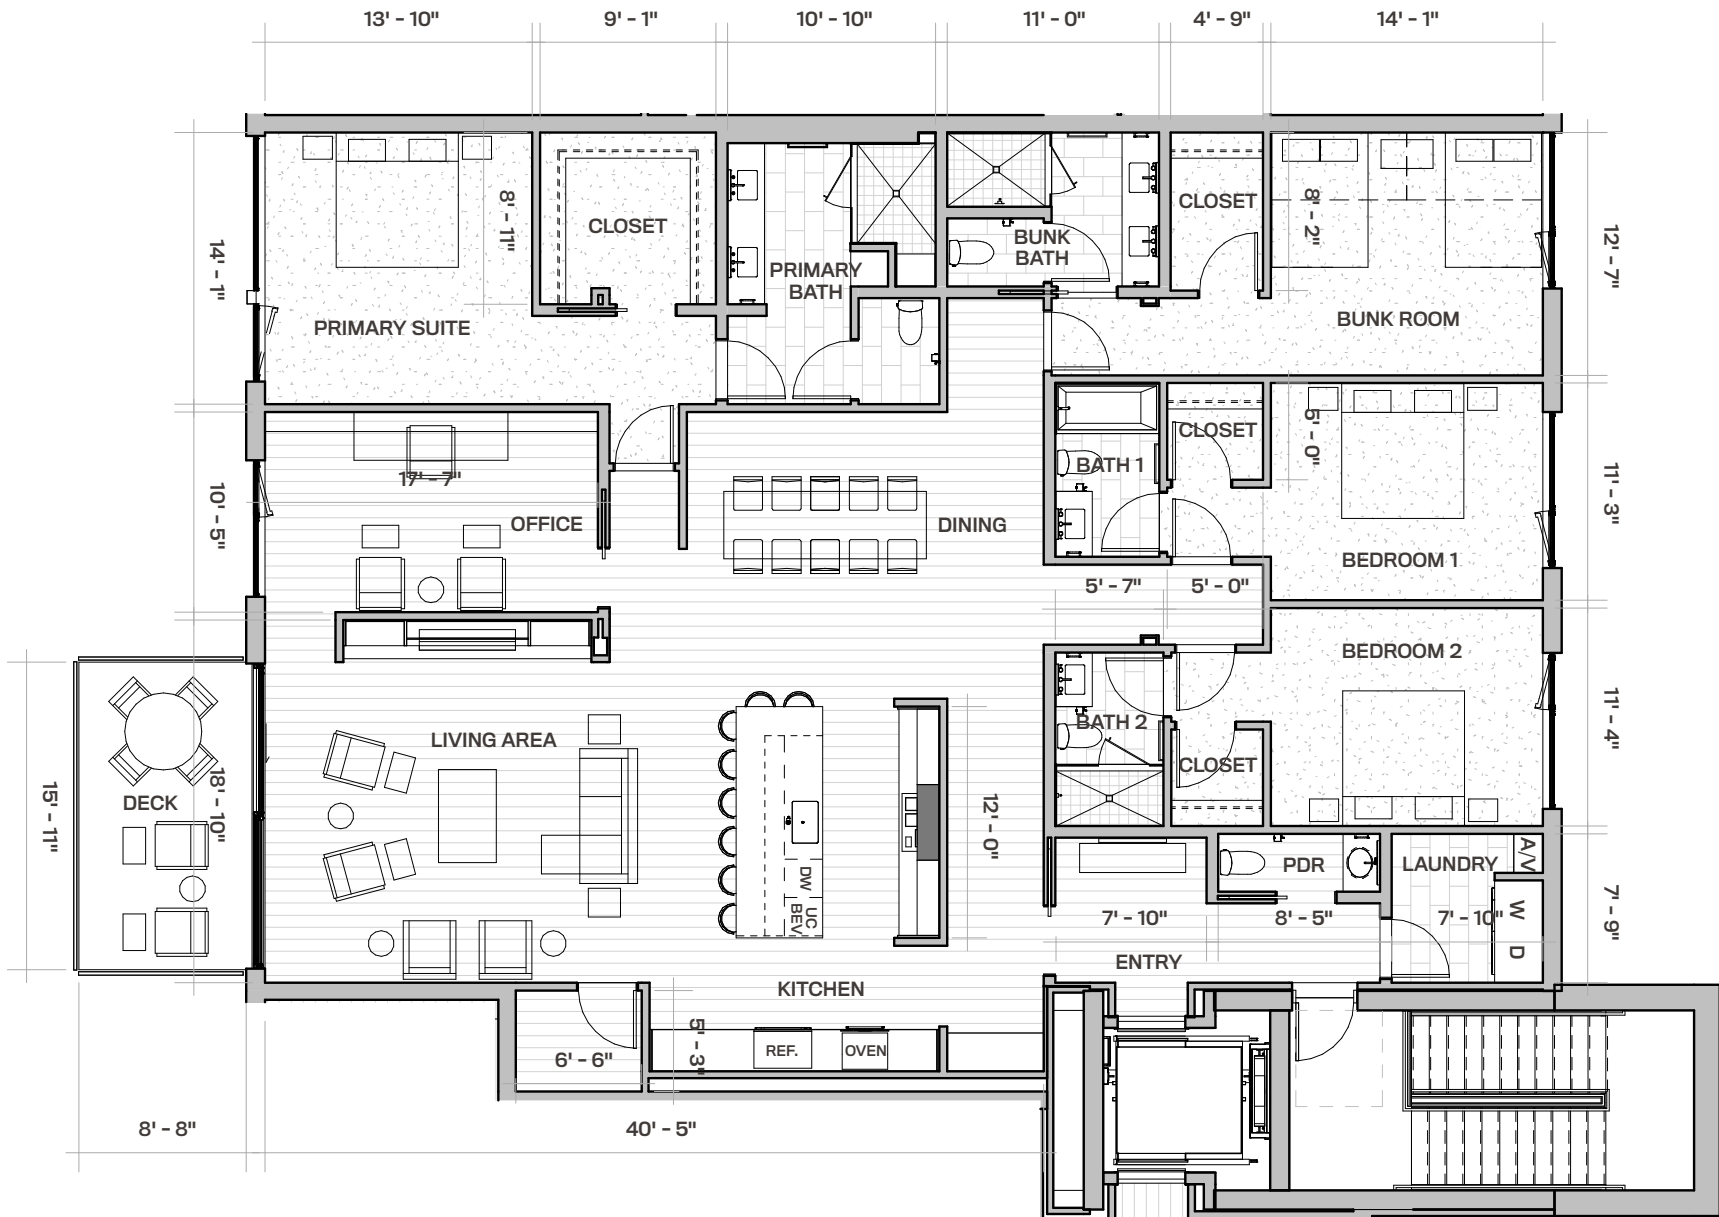 13' - 10"
9' - 1"
10' - 10"
11' - 0"
4' - 9"
14' - 1"
8' - 11"
CLOSET
CLOSET
8' - 2"
14' - 1"
12' - 7"
BUNK
BATH
PRIMARY
BATH
PRIMARY SUITE
BUNK ROOM
CLOSET
5' - 0"
BATH 1
17' - 7"
10' - 5"
OFFICE
DINING
11' - 3"
BEDROOM 1
5' - 7"
5' - 0"
BEDROOM 2
11' - 4"
BATH 2
LIVING AREA
CLOSET
DECK
18' - 10"
15' - 11"
12' - 0"
DW
UC
BEV
PDR
LAUNDRY
A/V
7' - 10"
8' - 5"
7' - 10"
W
D
7' - 9"
ENTRY
KITCHEN
5' - 3"
6' - 6"
REF.
OVEN
8' - 8"
40' - 5"